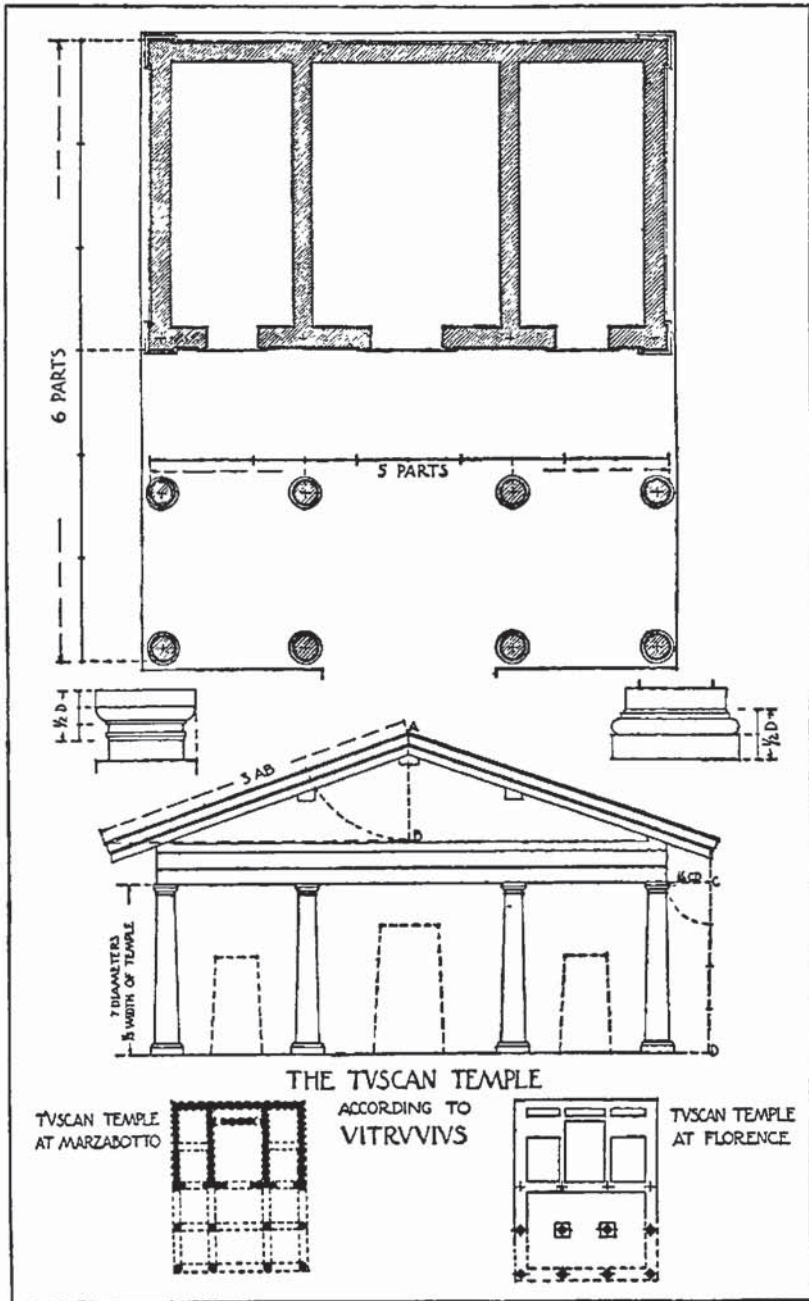 6 PARTS
5 PARTS
½ D
½ D
A
3 AB
B
C
7 DIAMETERS
⅓ WIDTH OF TEMPLE
D
THE TVSCAN TEMPLE
ACCORDING TO
VITRVVIVS
TVSCAN TEMPLE
AT MARZABOTTO
TVSCAN TEMPLE
AT FLORENCE